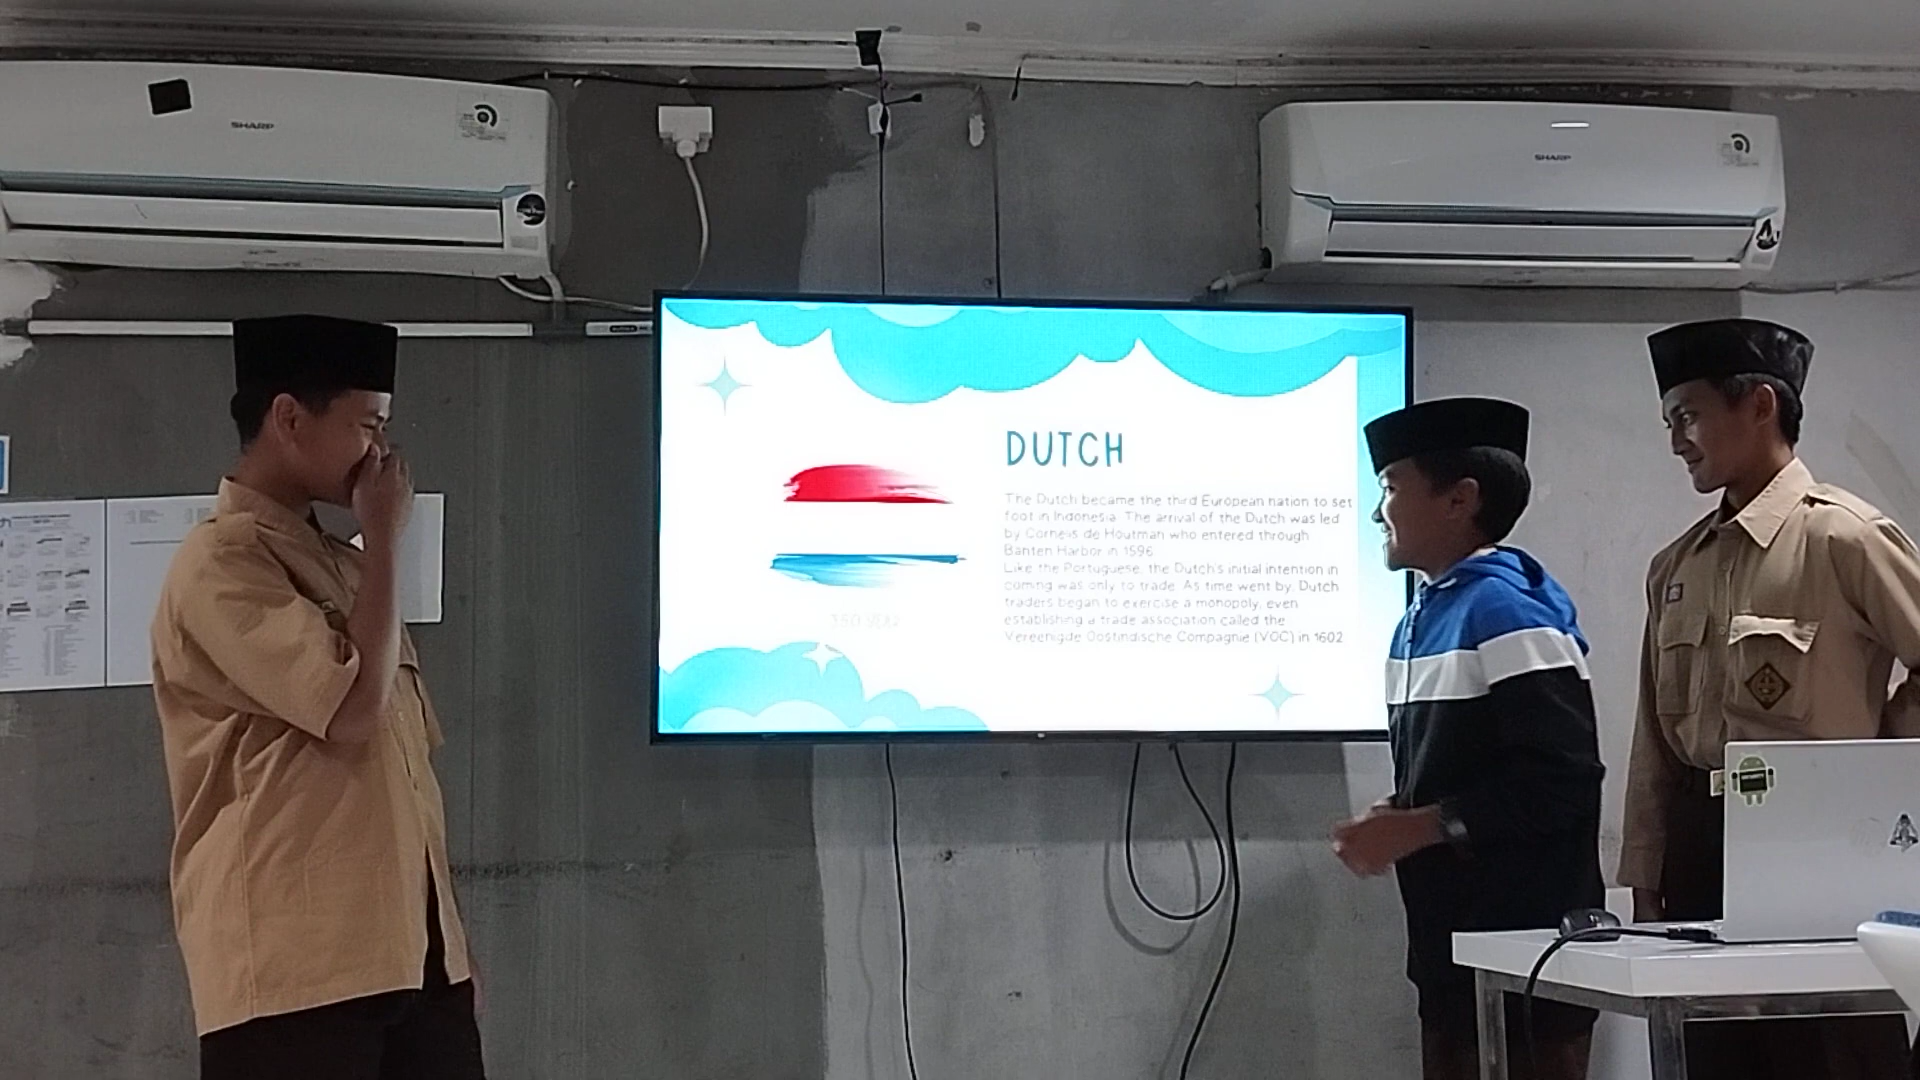 SHARP
SHARP
DUTCH
The Dutch became the third European nation to set
foot in Indonesia. The arrival of the Dutch was led
by Cornelis de Houtman who entered through
Banten Harbor in 1596.
Like the Portuguese, the Dutch's initial intention in
coming was only to trade. As time went by, Dutch
traders began to exercise a monopoly, even
establishing a trade association called the
Vereenigde Oostindische Compagnie (VOC) in 1602
350 YEAR